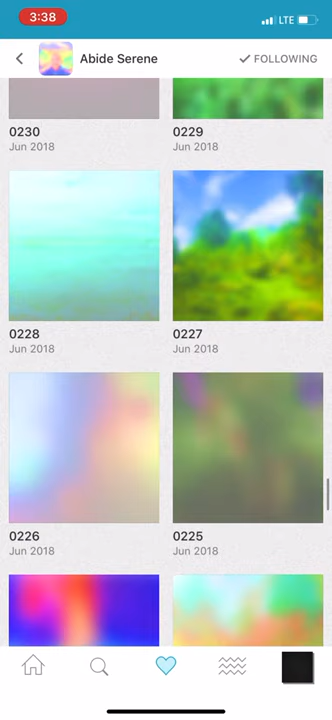 3:38
LTE
Abide Serene
FOLLOWING
0230
Jun 2018
0229
Jun 2018
0228
Jun 2018
0227
Jun 2018
0226
Jun 2018
0225
Jun 2018